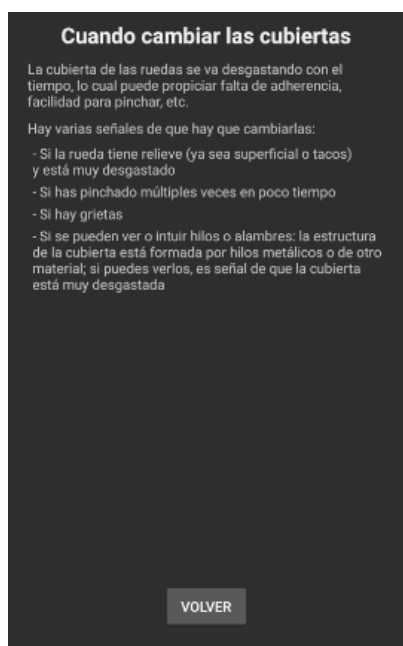 Cuando cambiar las cubiertas
La cubierta de las ruedas se va desgastando con el
tiempo, lo cual puede propiciar falta de adherencia,
facilidad para pinchar, etc.
Hay varias señales de que hay que cambiarlas:
- Si la rueda tiene relieve (ya sea superficial o tacos)
y está muy desgastado
- Si has pinchado múltiples veces en poco tiempo
- Si hay grietas
- Si se pueden ver o intuir hilos o alambres: la estructura
de la cubierta está formada por hilos metálicos o de otro
material; si puedes verlos, es señal de que la cubierta
está muy desgastada
VOLVER